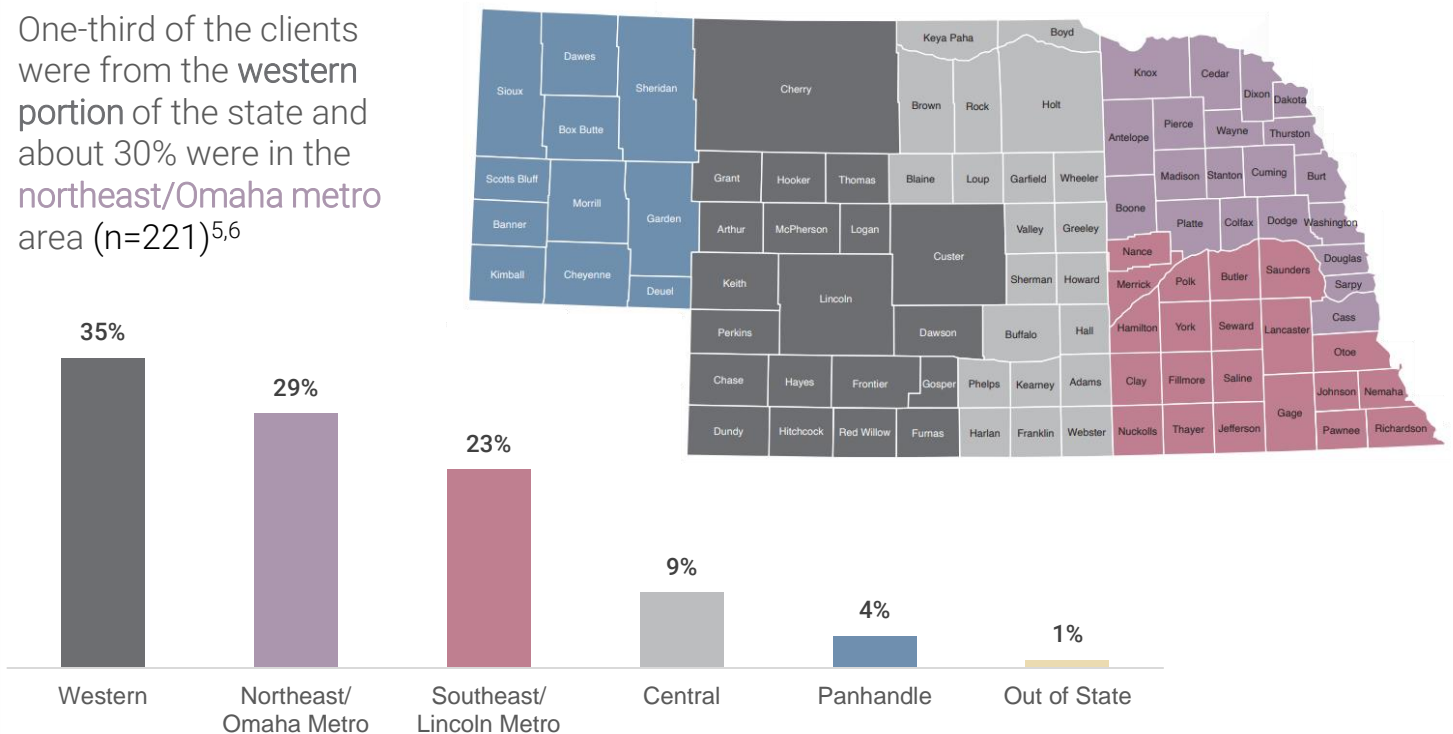 One-third of the clients
were from the western
portion of the state and
about 30% were in the
northeast/Omaha metro
area (n=221)5,6
Keya Paha
Boyd
Dawes
Knox
Cedar
Sioux
Sheridan
Cherry
Dixon
Dakota
Brown
Rock
Holt
Box Butte
Antelope
Pierce
Wayne
Thurston
Scotts Bluff
Grant
Hooker
Thomas
Blaine
Loup
Garfield
Wheeler
Madison
Stanton
Cuming
Burt
Morrill
Garden
Boone
Banner
Arthur
McPherson
Logan
Valley
Greeley
Platte
Colfax
Dodge
Washington
Custer
Nance
Douglas
Kimball
Cheyenne
Deuel
Keith
Lincoln
Sherman
Howard
Merrick
Polk
Butler
Saunders
Sarpy
Perkins
Dawson
Buffalo
Hall
Hamilton
York
Seward
Lancaster
Cass
Otoe
Chase
Hayes
Frontier
Gosper
Phelps
Kearney
Adams
Clay
Fillmore
Saline
Gage
Johnson
Nemaha
Dundy
Hitchcock
Red Willow
Furnas
Harlan
Franklin
Webster
Nuckolls
Thayer
Jefferson
Pawnee
Richardson
35%
29%
23%
9%
4%
1%
Western
Northeast/
Omaha Metro
Southeast/
Lincoln Metro
Central
Panhandle
Out of State